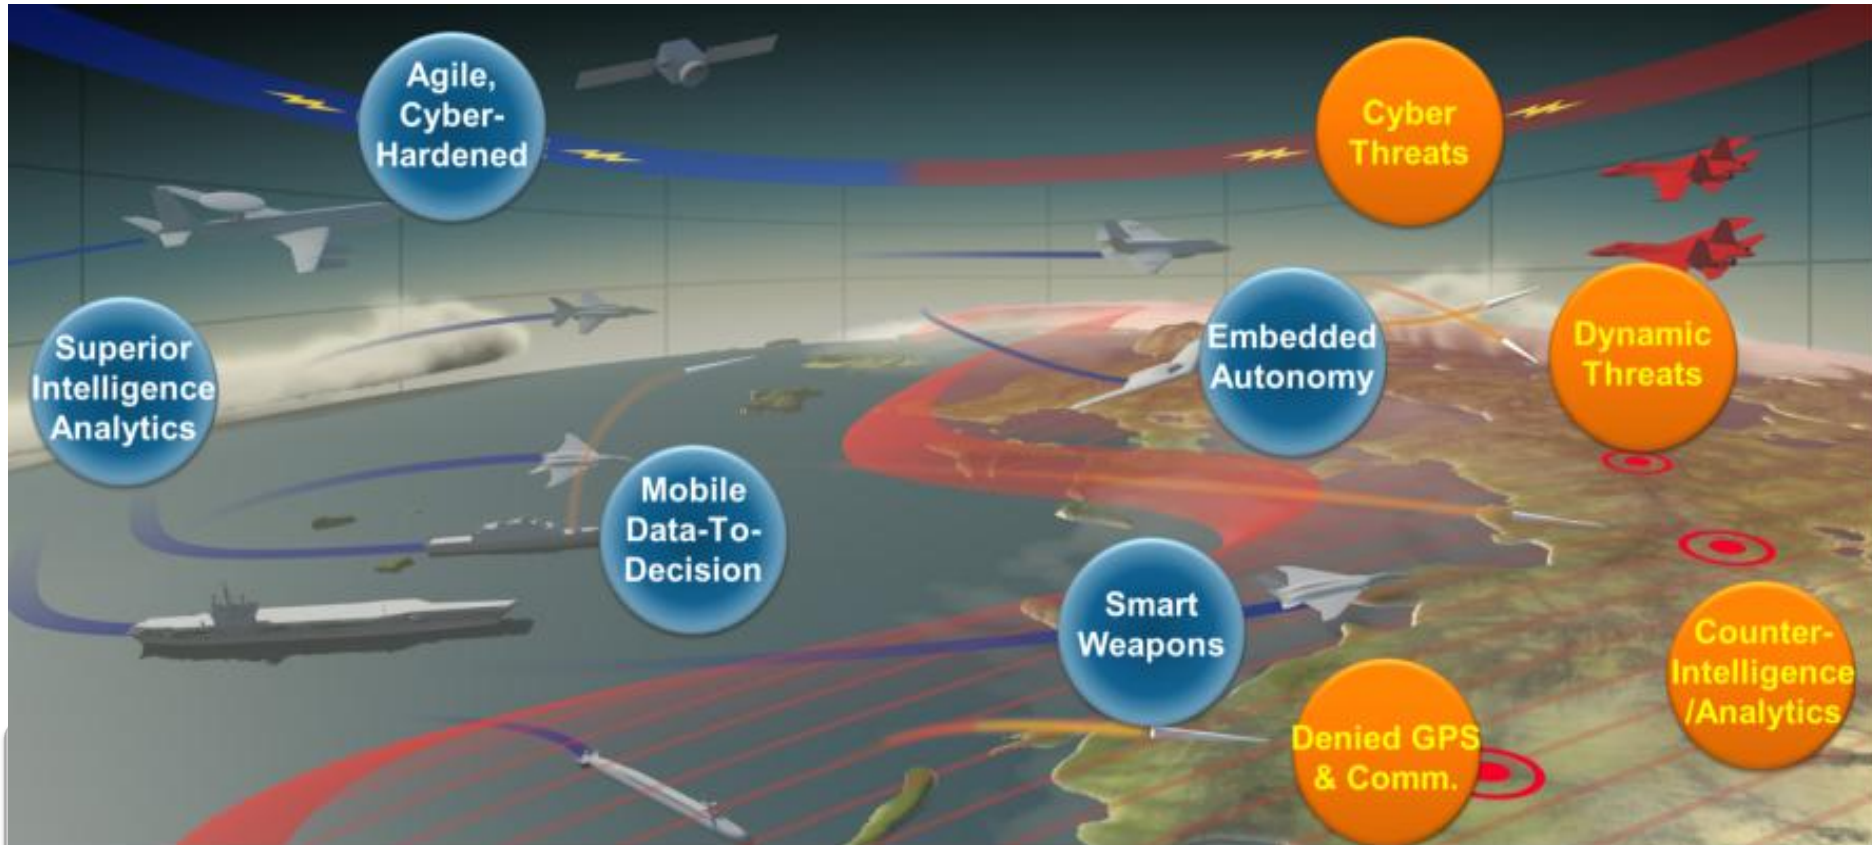 Agile,
Cyber-
Hardened
Cyber
Threats
Superior
Intelligence
Analytics
Embedded
Autonomy
Dynamic
Threats
Mobile
Data-To-
Decision
Smart
Weapons
Counter-
Intelligence
/Analytics
Denied GPS
& Comm.